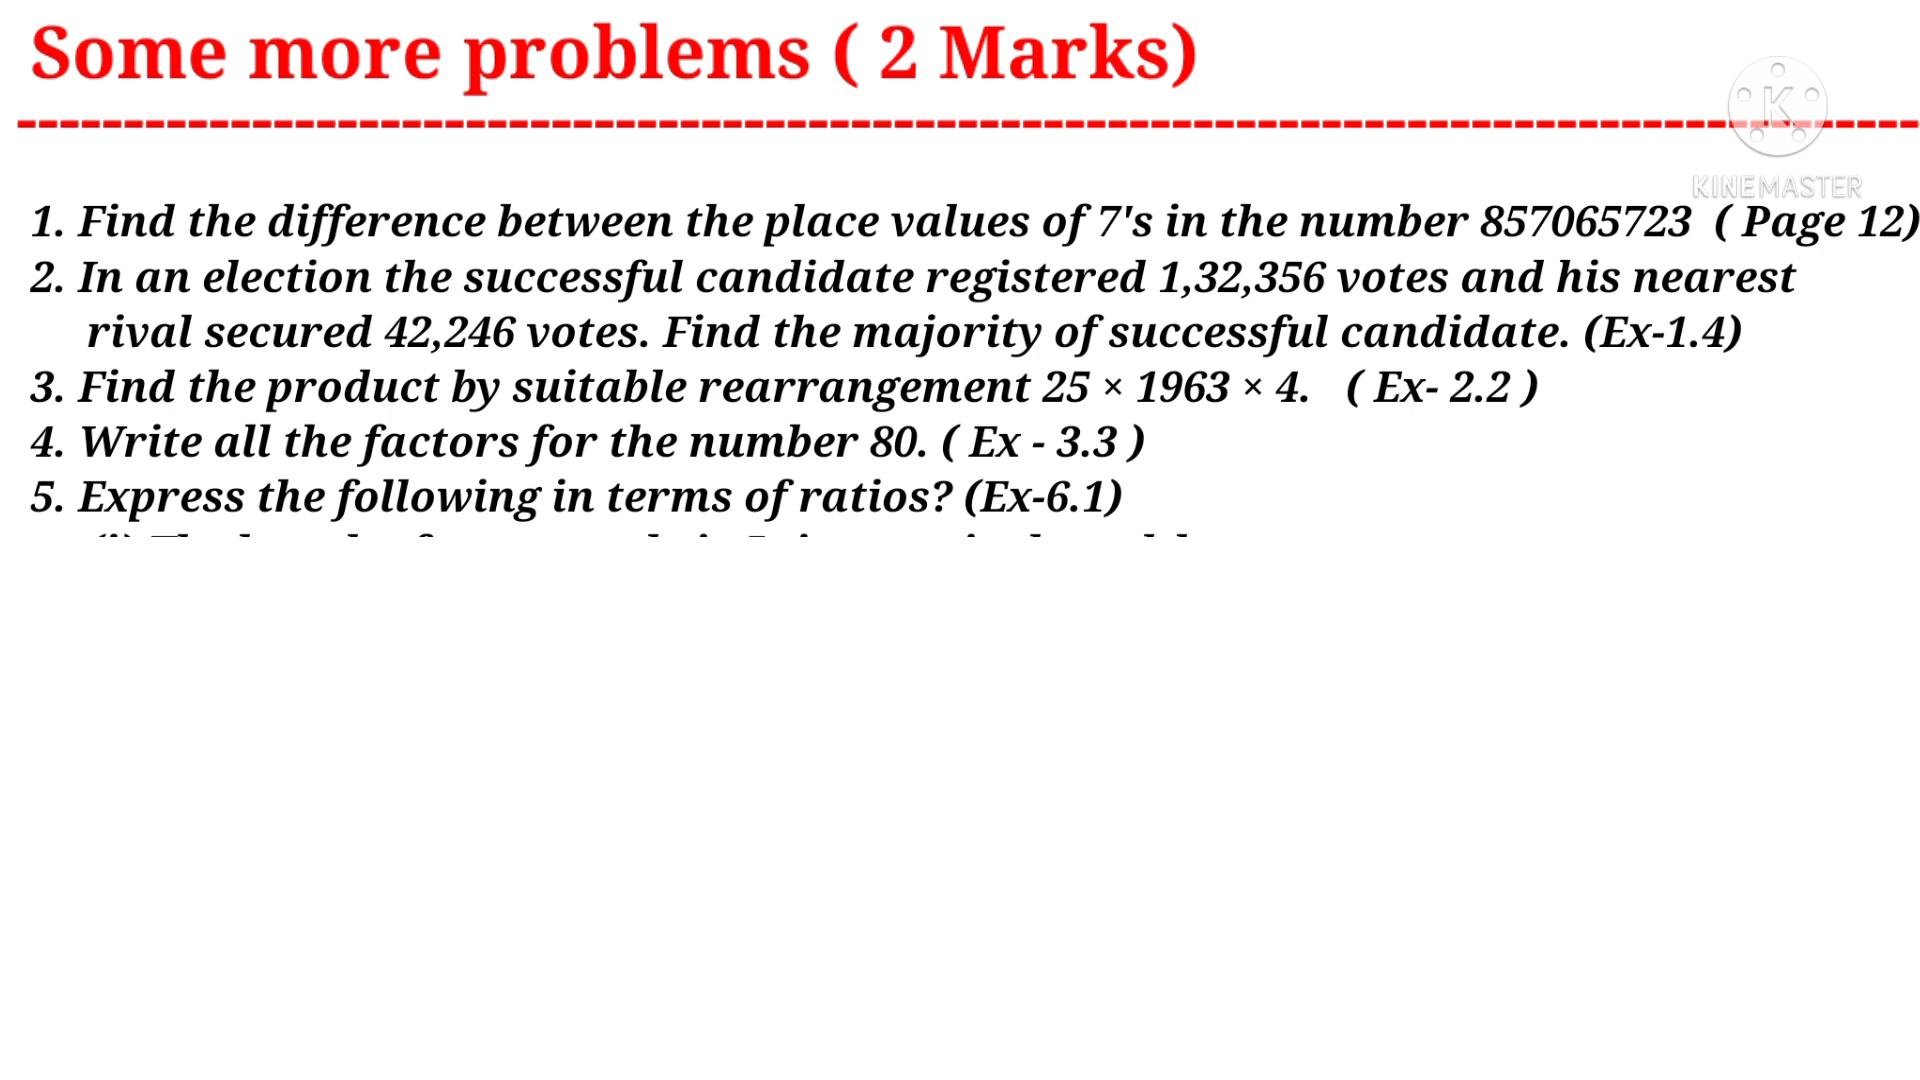 Some more problems ( 2 Marks)
KINEMASTER
1. Find the difference between the place values of 7's in the number 857065723 ( Page 12)
2. In an election the successful candidate registered 1,32,356 votes and his nearest
rival secured 42,246 votes. Find the majority of successful candidate. (Ex-1.4)
3. Find the product by suitable rearrangement 25 × 1963 × 4. ( Ex- 2.2 )
4. Write all the factors for the number 80. ( Ex - 3.3 )
5. Express the following in terms of ratios? (Ex-6.1)